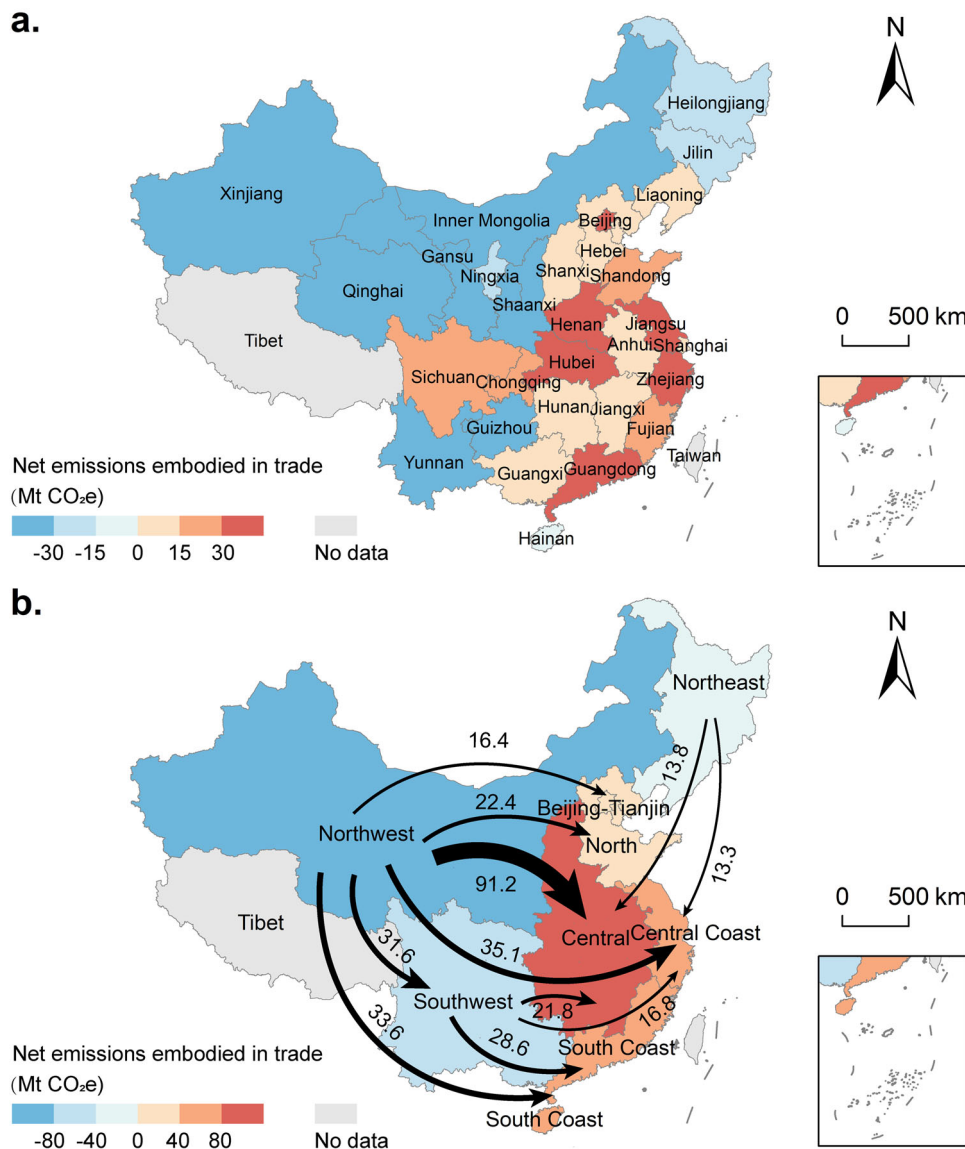 a.
N
Heilongjiang
Jilin
Xinjiang
Liaoning
Inner Mongolia
Beijing
Hebei
Gansu
Ningxia
Shanxi
Shandong
Qinghai
Shaanxi
Henan
Jiangsu
0 500 km
Tibet
Anhui
Shanghai
Hubei
Sichuan
Chongqing
Zhejiang
Hunan
Jiangxi
Guizhou
Fujian
Yunnan
Taiwan
Guangxi
Guangdong
Net emissions embodied in trade
(Mt CO₂e)
-30 -15 0 15 30
No data
Hainan
b.
N
Northeast
16.4
13.8
22.4
Beijing-Tianjin
Northwest
North
13.3
91.2
0 500 km
Tibet
Central
Central Coast
31.6
35.1
Southwest
21.8
16.8
33.6
28.6
South Coast
Net emissions embodied in trade
(Mt CO₂e)
-80 -40 0 40 80
No data
South Coast